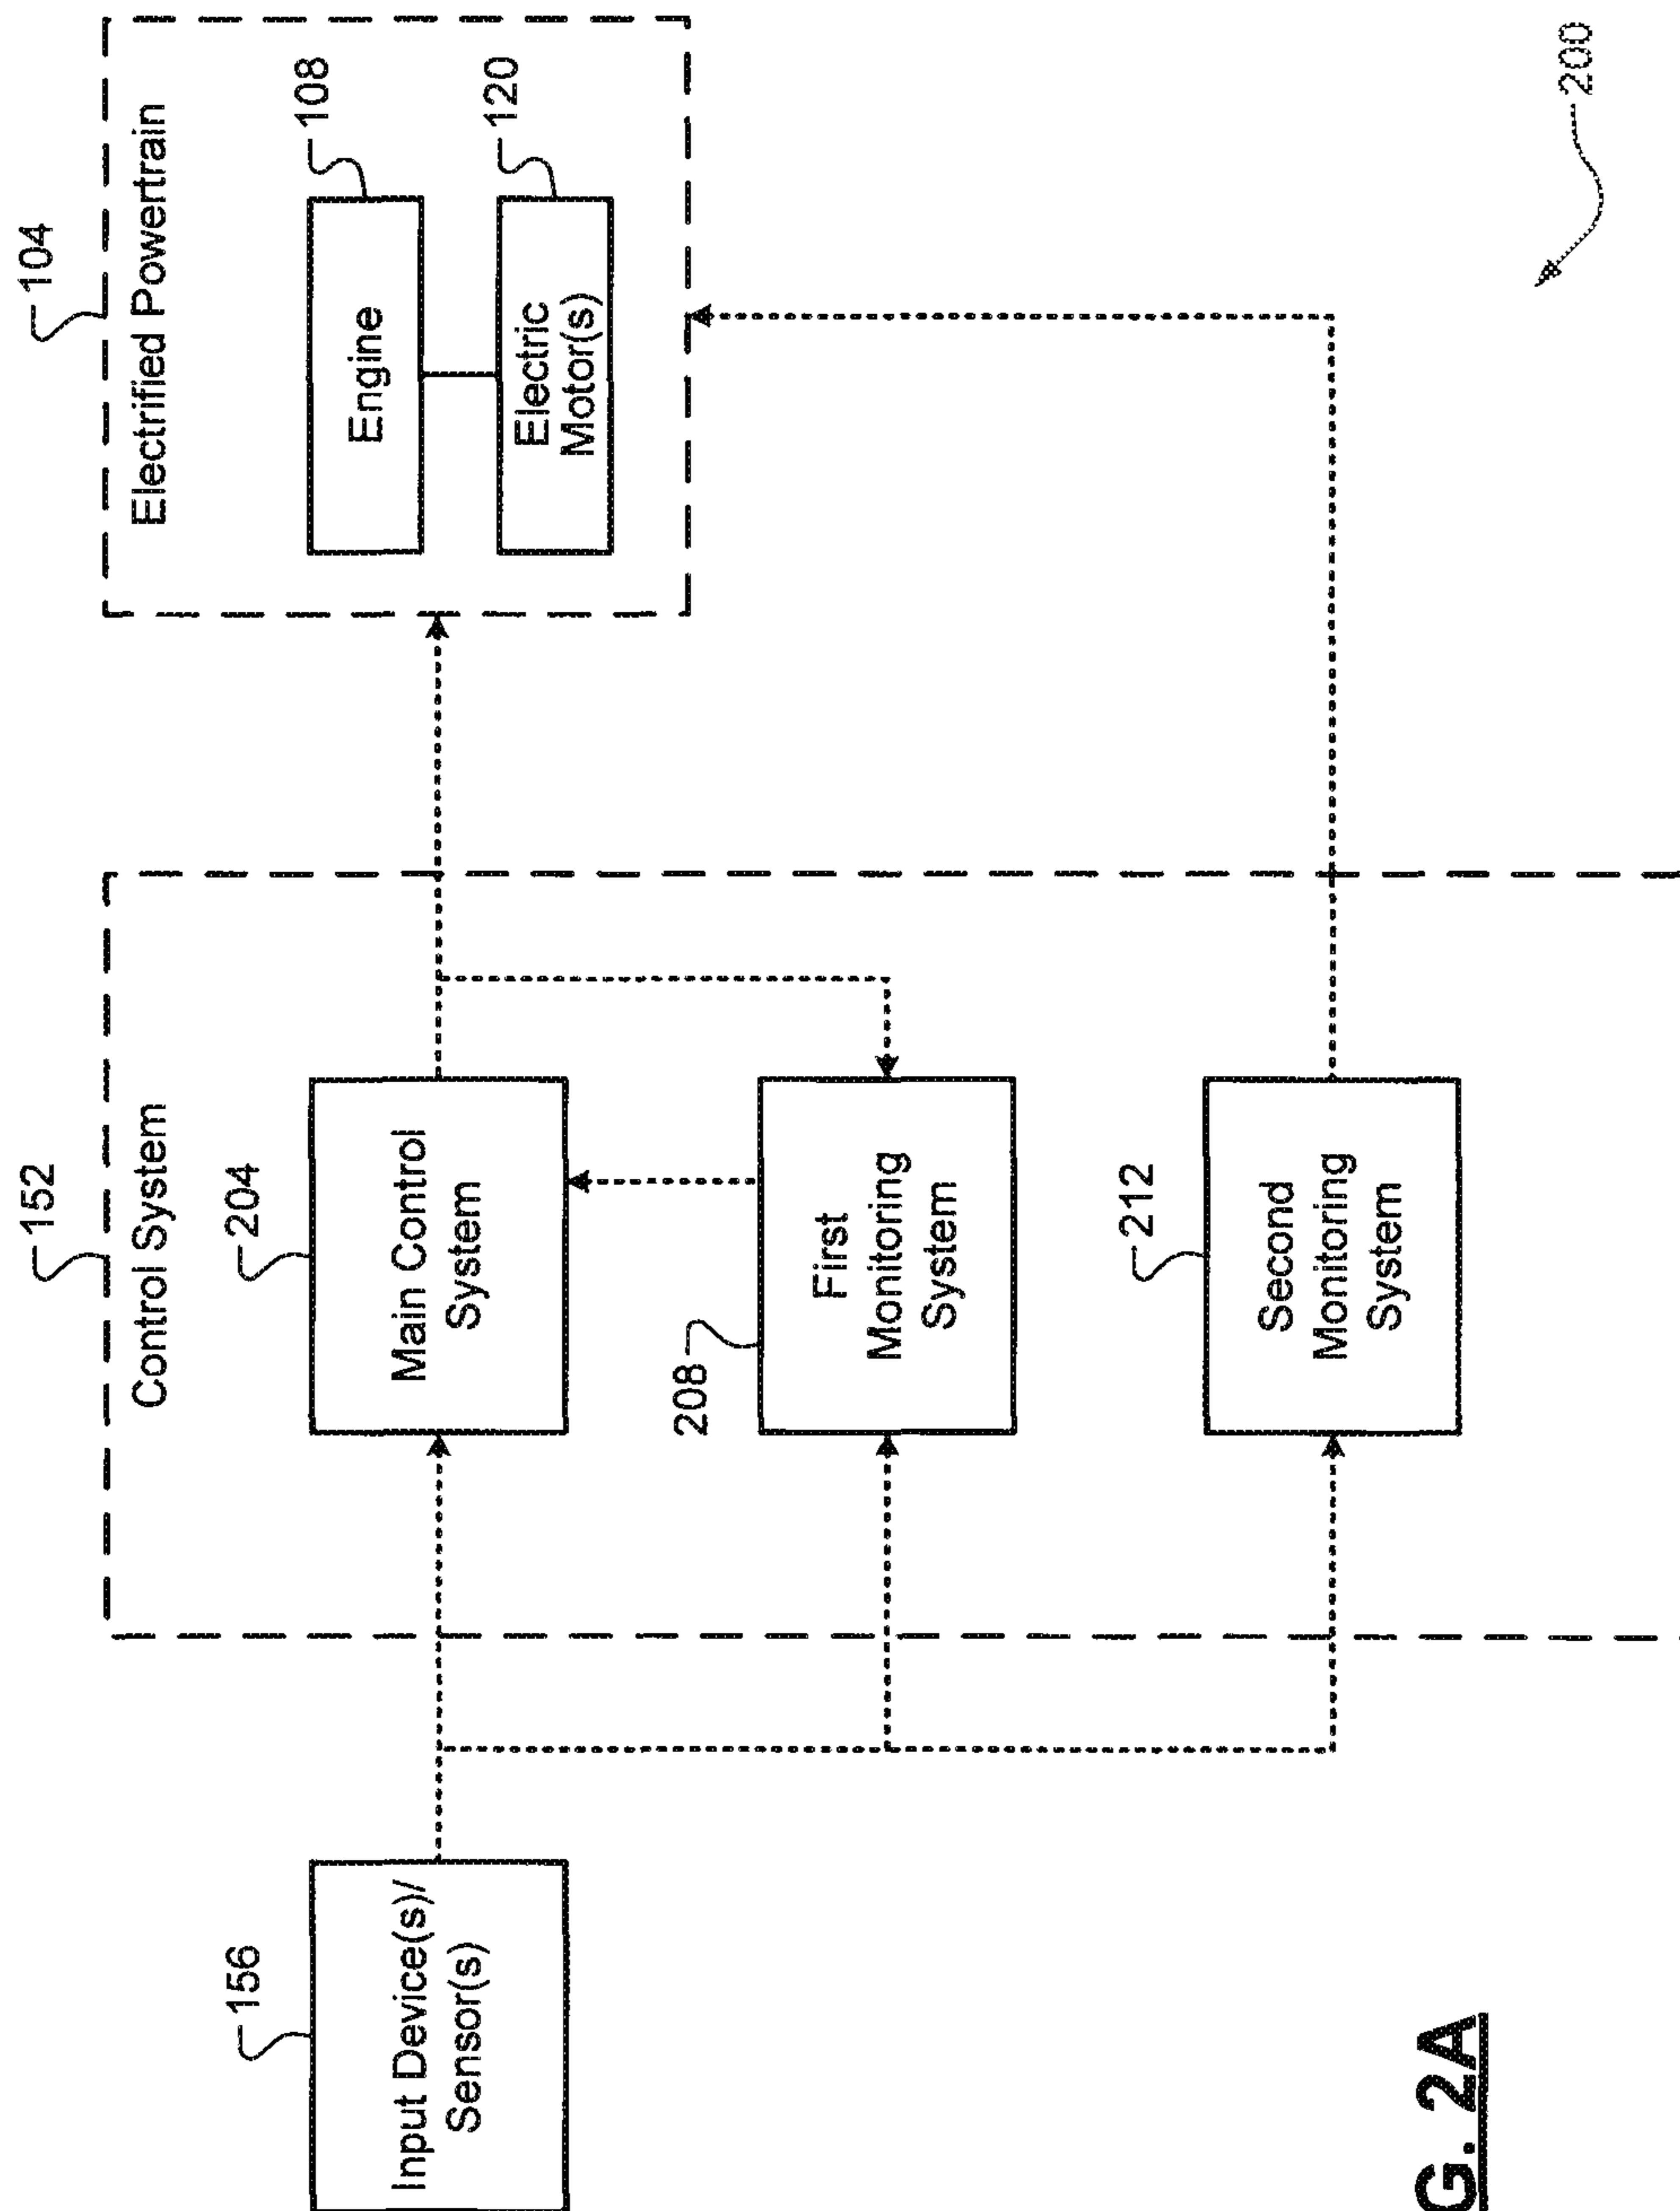 104
Electrified Powertrain
108
Engine
120
Electric
Motor(s)
152
Control System
204
Main Control
System
208
First
Monitoring
System
212
Second
Monitoring
System
156
Input Device(s)/
Sensor(s)
200
G. 2A